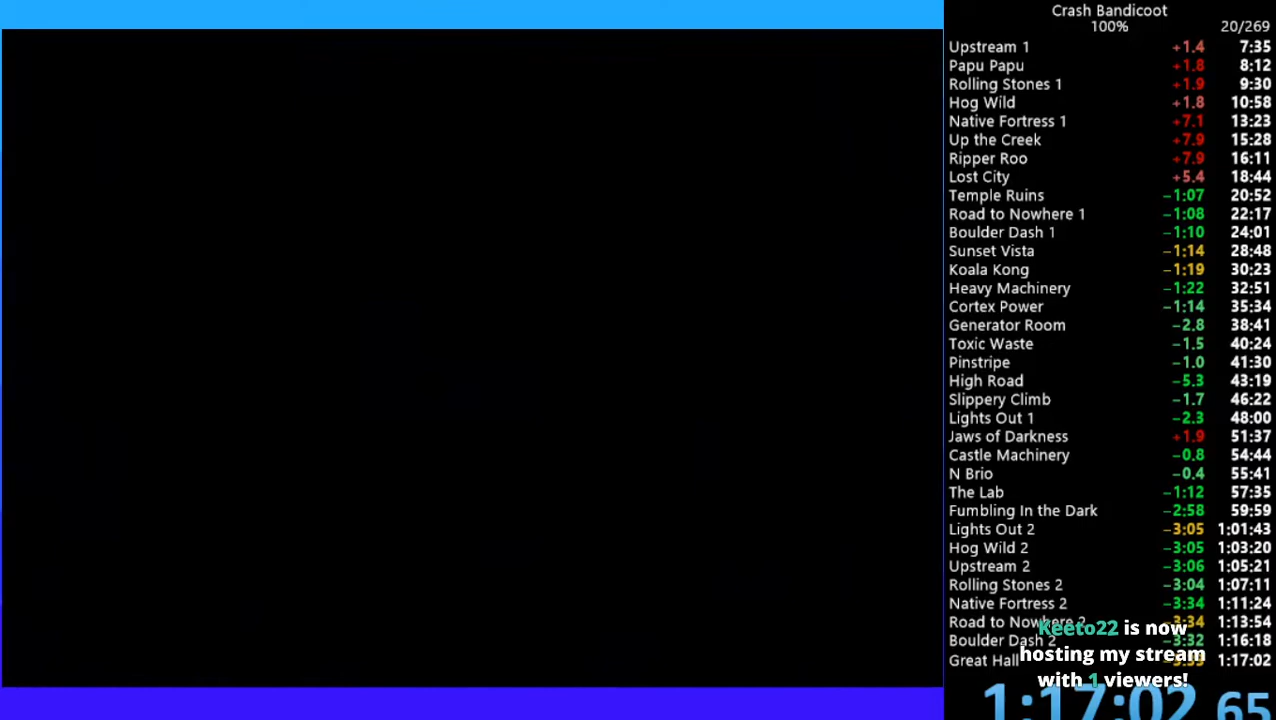 Crash Bandicoot
100% 20/269
Upstream 1 +1.4 7:35
Papu Papu +1.8 8:12
Rolling Stones 1 +1.9 9:30
Hog Wild +1.8 10:58
Native Fortress 1 +7.1 13:23
Up the Creek +7.9 15:28
Ripper Roo +7.9 16:11
Lost City +5.4 18:44
Temple Ruins −1:07 20:52
Road to Nowhere 1 −1:08 22:17
Boulder Dash 1 −1:10 24:01
Sunset Vista −1:14 28:48
Koala Kong −1:19 30:23
Heavy Machinery −1:22 32:51
Cortex Power −1:14 35:34
Generator Room −2.8 38:41
Toxic Waste −1.5 40:24
Pinstripe −1.0 41:30
High Road −5.3 43:19
Slippery Climb −1.7 46:22
Lights Out 1 −2.3 48:00
Jaws of Darkness +1.9 51:37
Castle Machinery −0.8 54:44
N Brio −0.4 55:41
The Lab −1:12 57:35
Fumbling In the Dark −2:58 59:59
Lights Out 2 −3:05 1:01:43
Hog Wild 2 −3:05 1:03:20
Upstream 2 −3:06 1:05:21
Rolling Stones 2 −3:04 1:07:11
Native Fortress 2 −3:34 1:11:24
Road to Nowhere 2 −3:34 1:13:54
Keeto22 is now
Boulder Dash 2 −3:32 1:16:18
hosting my stream
Great Hall 1:17:02
with 1 viewers!
1:17:02.65